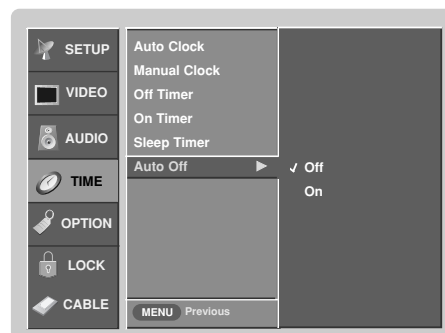 SETUP
VIDEO
AUDIO
TIME
OPTION
LOCK
CABLE
Auto Clock
Manual Clock
Off Timer
On Timer
Sleep Timer
Auto Off
Off
On
MENU Previous